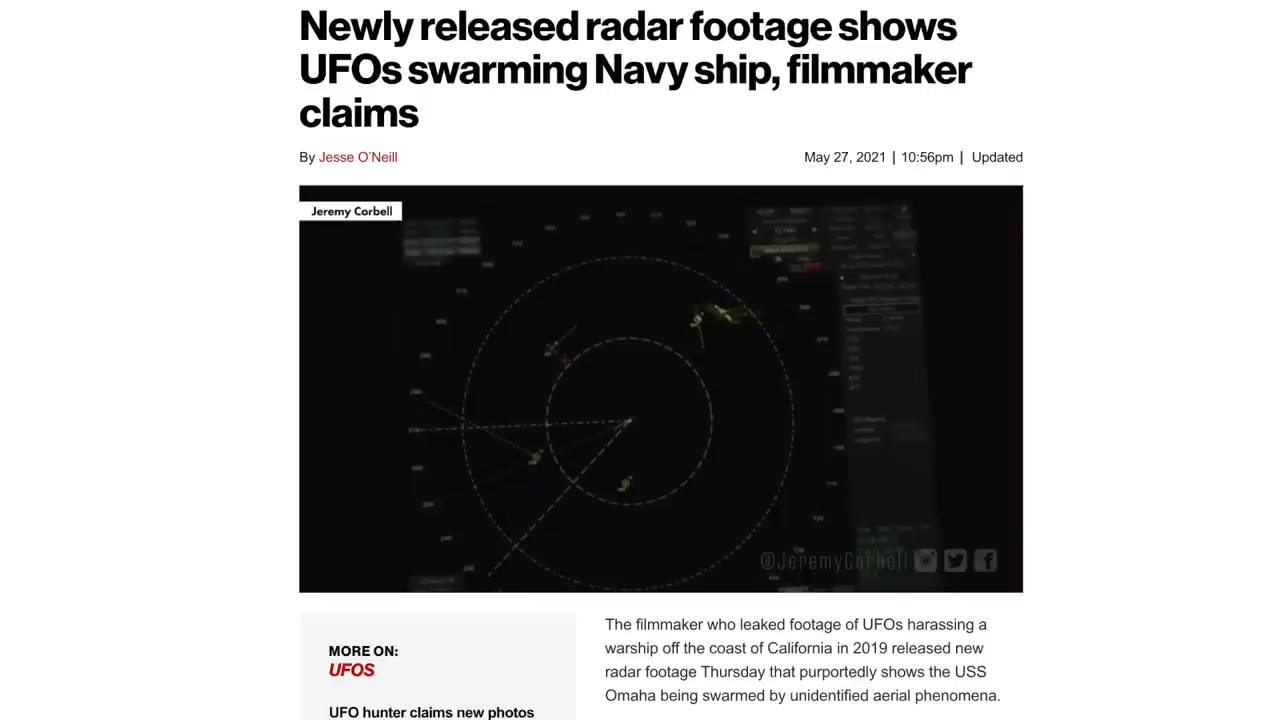 Newly released radar footage shows
UFOs swarming Navy ship, filmmaker
claims
By Jesse O'Neill
May 27, 2021 | 10:56pm | Updated
Jeremy Corbell
@JeremyCorbell
The filmmaker who leaked footage of UFOs harassing a
warship off the coast of California in 2019 released new
radar footage Thursday that purportedly shows the USS
Omaha being swarmed by unidentified aerial phenomena.
MORE ON:
UFOS
UFO hunter claims new photos